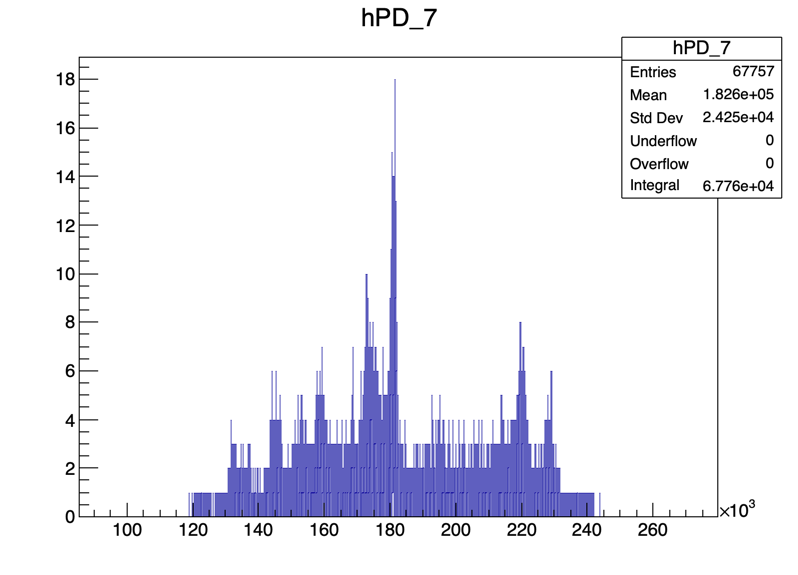 hPD_7
hPD_7
Entries 67757
Mean 1.826e+05
Std Dev 2.425e+04
Underflow 0
Overflow 0
Integral 6.776e+04
18
16
14
12
10
8
6
4
2
0
100 120 140 160 180 200 220 240 260
×10³